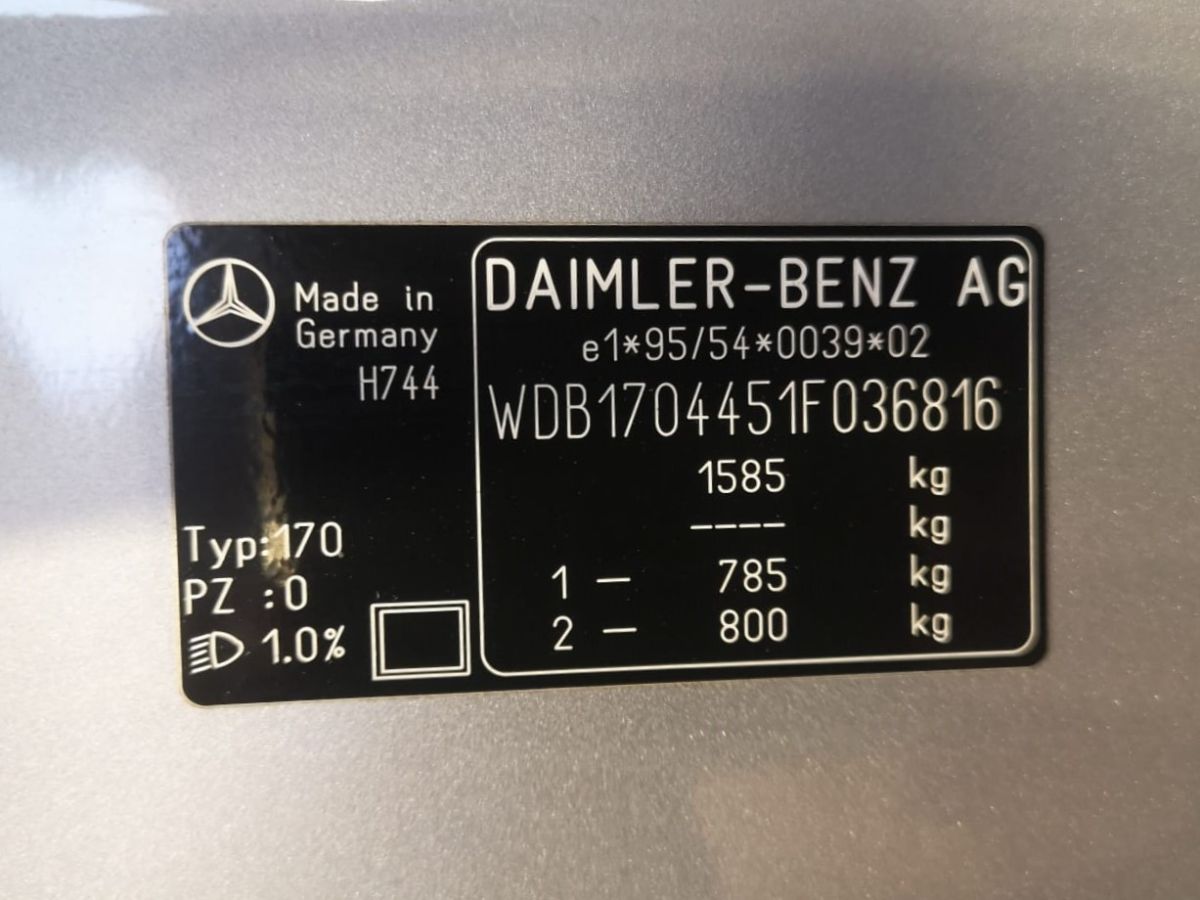 Made in
Germany
H744
Typ:170
PZ :0
1.0%
DAIMLER-BENZ AG
e1*95/54*0039*02
WDB1704451F036816
1585 kg
---- kg
1 — 785 kg
2 — 800 kg